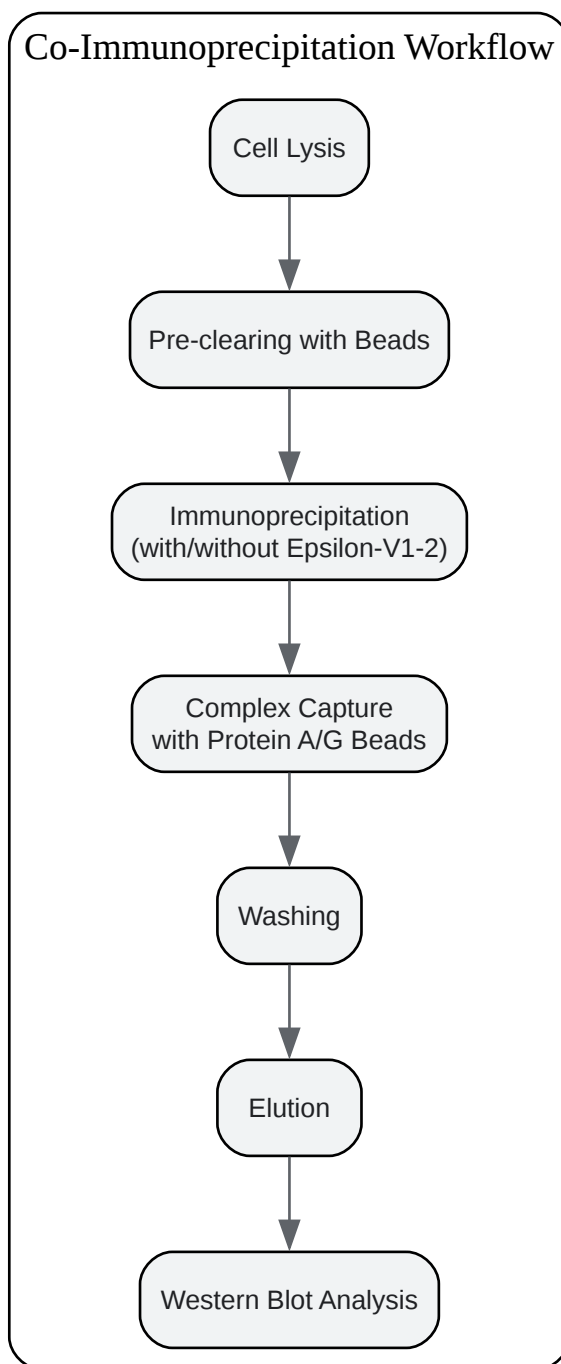 Co-Immunoprecipitation Workflow
Cell Lysis
Pre-clearing with Beads
Immunoprecipitation
(with/without Epsilon-V1-2)
Complex Capture
with Protein A/G Beads
Washing
Elution
Western Blot Analysis